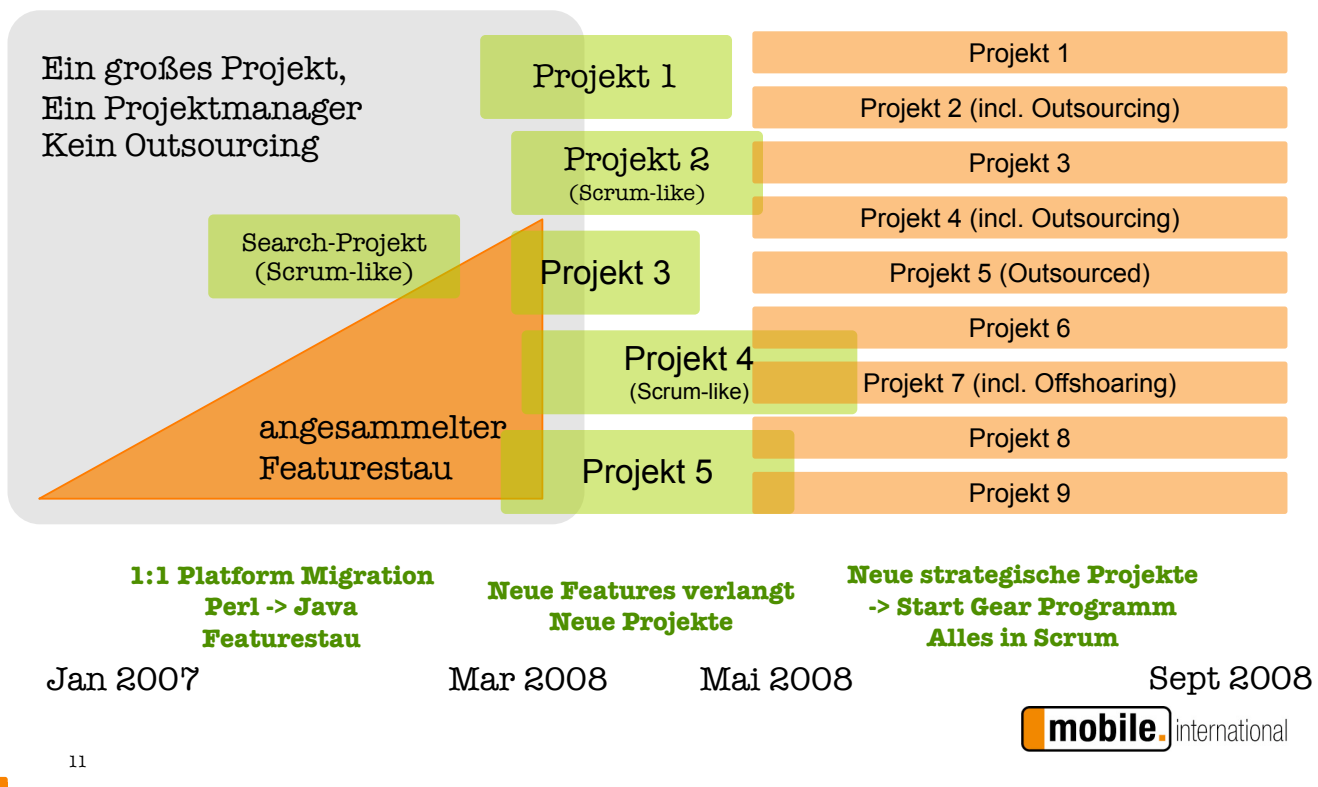 Ein großes Projekt,
Ein Projektmanager
Kein Outsourcing
Search-Projekt
(Scrum-like)
angesammelter
Featurestau
Projekt 1
Projekt 2
(Scrum-like)
Projekt 3
Projekt 4
(Scrum-like)
Projekt 5
Projekt 1
Projekt 2 (incl. Outsourcing)
Projekt 3
Projekt 4 (incl. Outsourcing)
Projekt 5 (Outsourced)
Projekt 6
Projekt 7 (incl. Offshoaring)
Projekt 8
Projekt 9
1:1 Platform Migration
Perl -> Java
Featurestau
Neue Features verlangt
Neue Projekte
Neue strategische Projekte
-> Start Gear Programm
Alles in Scrum
Jan 2007
Mar 2008
Mai 2008
Sept 2008
mobile. international
11